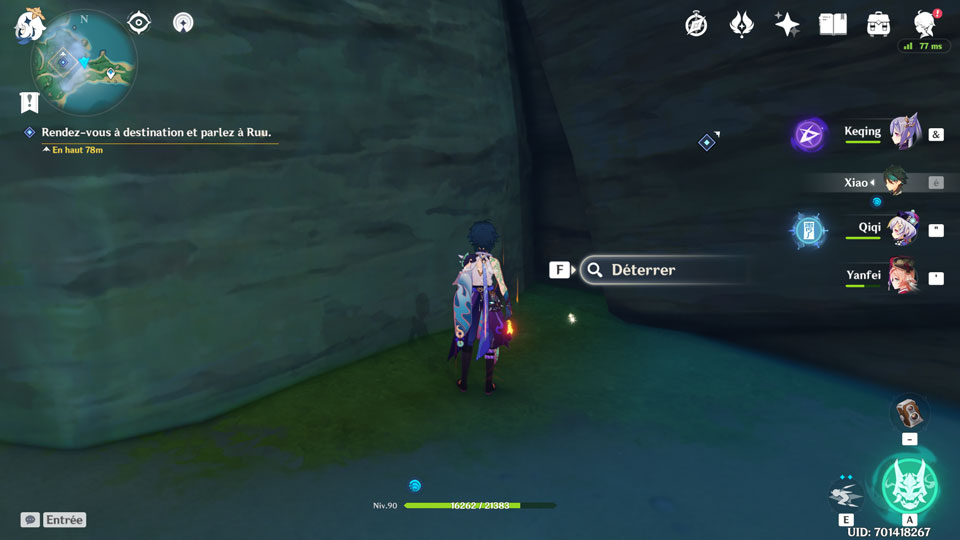 N
77 ms
Rendez-vous à destination et parlez à Ruu.
En haut 78m
Keqing
&
Xiao
é
Qiqi
"
Yanfei
'
F
Déterrer
-
Niv.90
16262 / 21383
E
A
Entrée
UID: 701418267